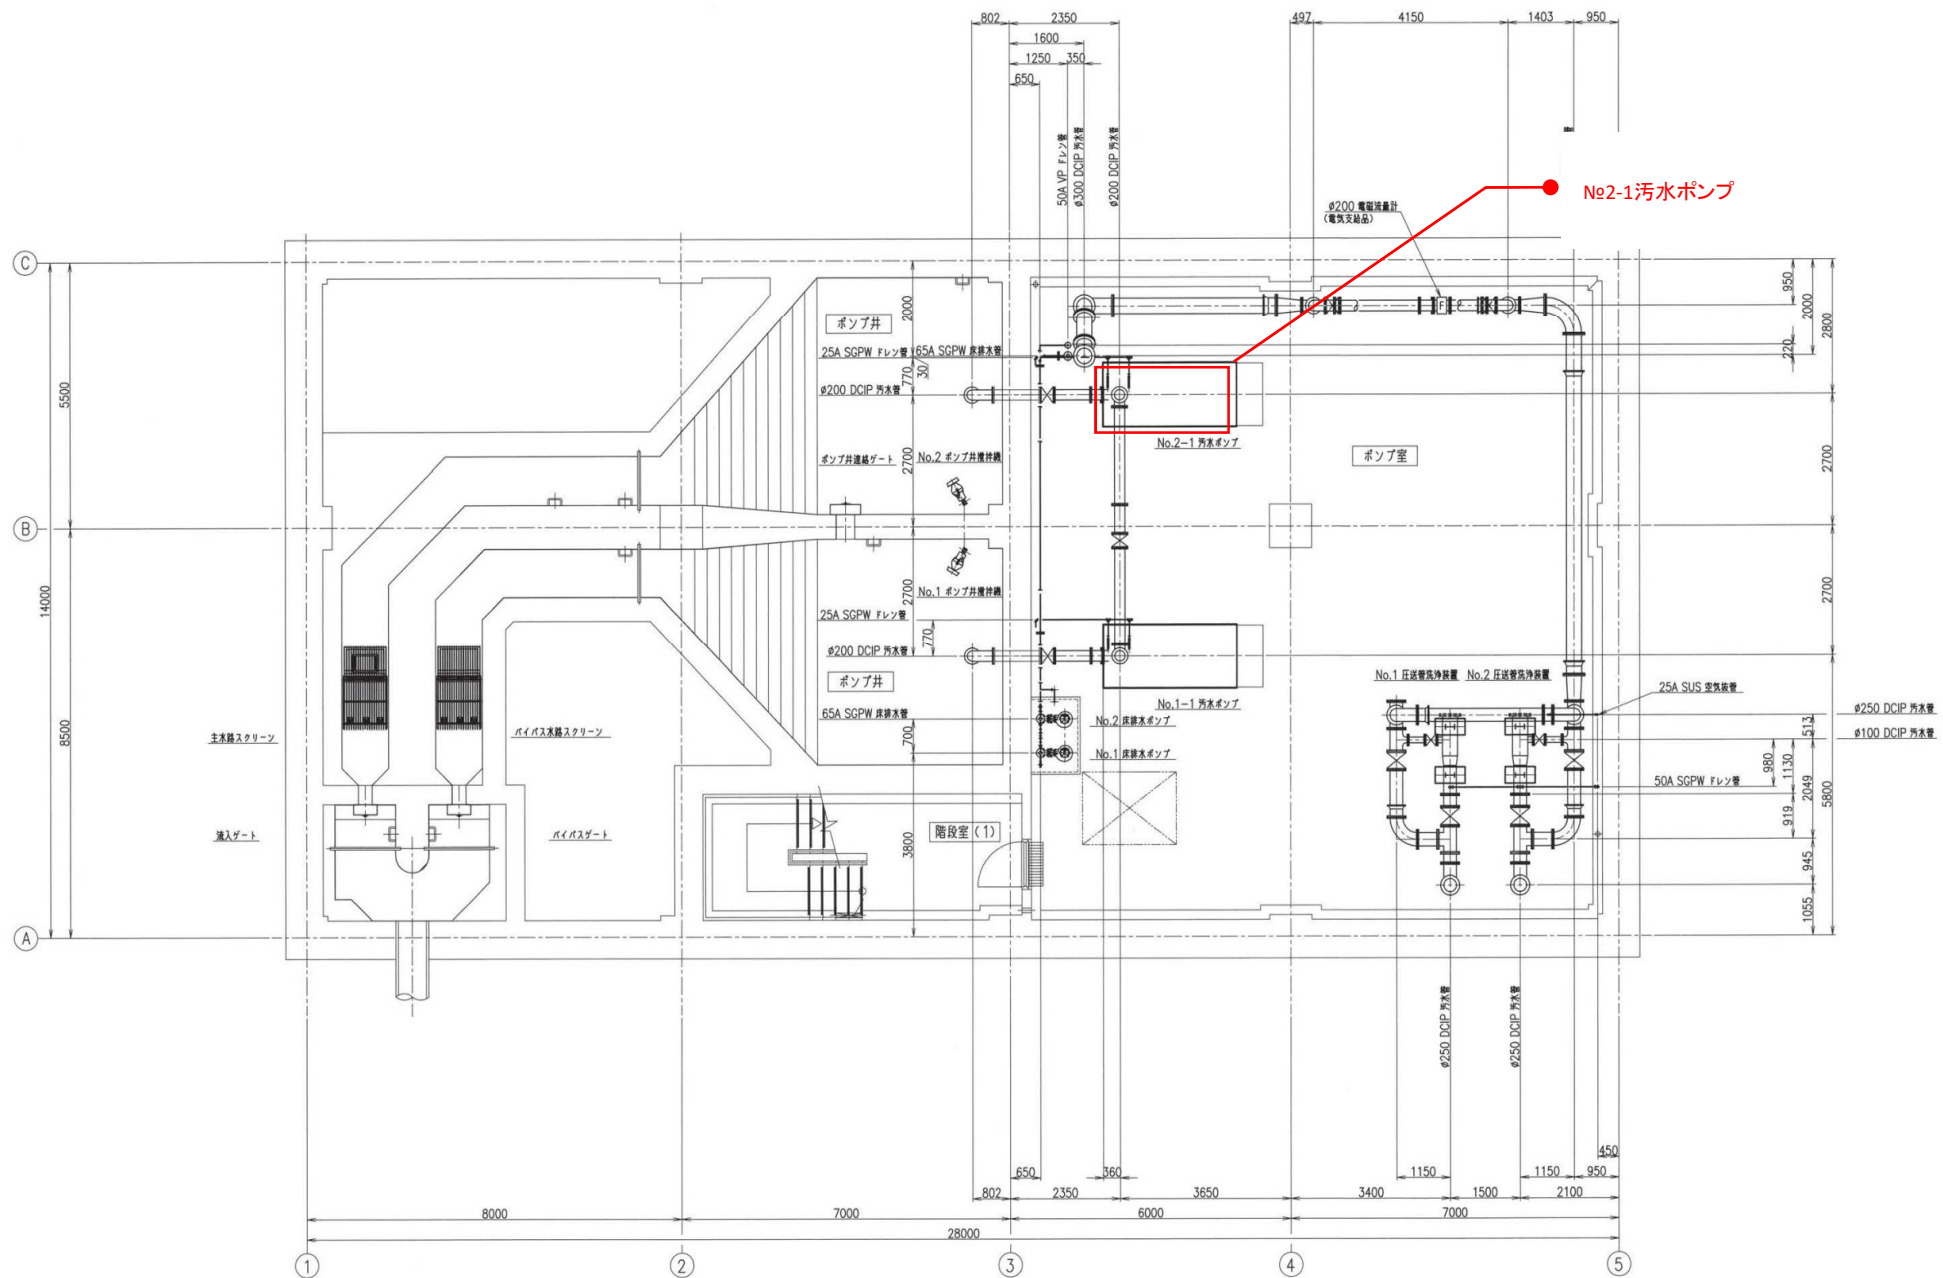 802
2350
497
4150
1403
950
1600
1250
350
650
50A VP ドレン管
φ300 DCIP 汚水管
φ200 DCIP 汚水管
№2-1汚水ポンプ
φ200 電磁流量計
(電気支給品)
C
ポンプ井
2000
950
2000
2800
25A SGPW ドレン管
65A SGPW 床排水管
770
30
220
φ200 DCIP 汚水管
5500
No.2-1 汚水ポンプ
ポンプ室
ポンプ井連絡ゲート
2700
No.2 ポンプ井攪拌機
2700
B
F
14000
No.1 ポンプ井攪拌機
2700
2700
25A SGPW ドレン管
770
φ200 DCIP 汚水管
ポンプ井
No.1 圧送管洗浄装置
No.2 圧送管洗浄装置
25A SUS 空気抜管
No.1-1 汚水ポンプ
65A SGPW 床排水管
φ250 DCIP 汚水管
513
No.2 床排水ポンプ
主水路スクリーン
バイパス水路スクリーン
700
φ100 DCIP 汚水管
No.1 床排水ポンプ
8500
980
1130
2049
50A SGPW ドレン管
5800
919
流入ゲート
バイパスゲート
階段室(1)
3800
945
1055
A
φ250 DCIP 汚水管
φ250 DCIP 汚水管
450
650
360
1150
1150
950
802
2350
3650
3400
1500
2100
8000
7000
6000
7000
28000
1
2
3
4
5